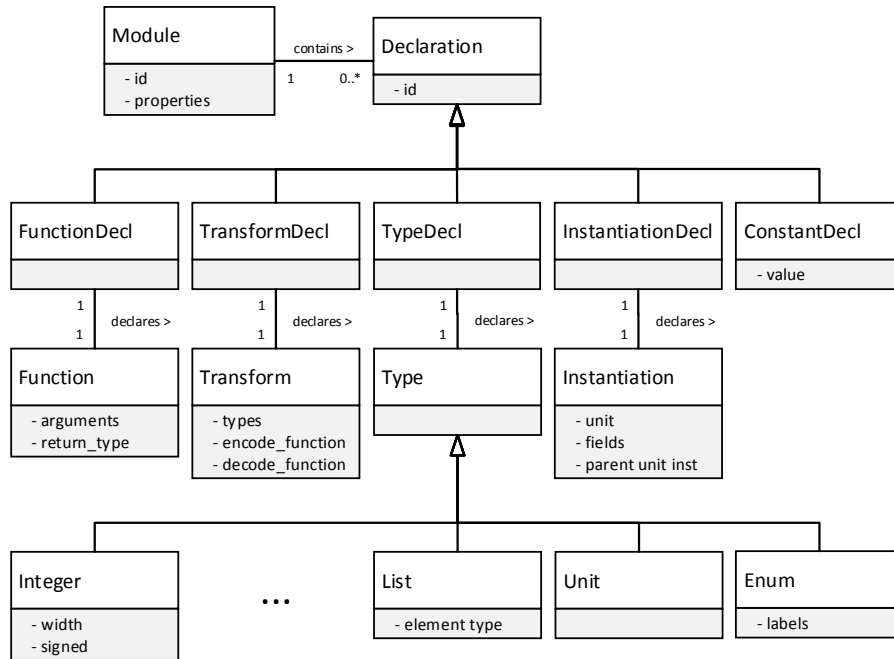 Module
Declaration
contains >
- id
- properties
1
0..*
- id
FunctionDecl
TransformDecl
TypeDecl
InstantiationDecl
ConstantDecl
- value
1
1
1
1
declares >
declares >
declares >
declares >
1
1
1
1
Function
Transform
Type
Instantiation
- arguments
- return_type
- types
- encode_function
- decode_function
- unit
- fields
- parent unit inst
Integer
...
List
Unit
Enum
- width
- signed
- element type
- labels